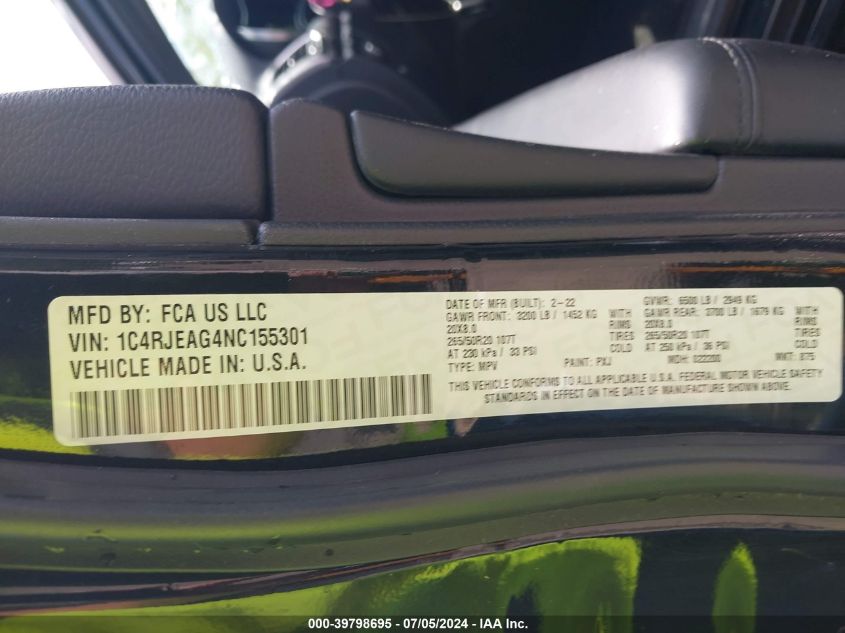 MFD BY: FCA US LLC
VIN: 1C4RJEAG4NC155301
VEHICLE MADE IN: U.S.A.
DATE OF MFR (BUILT): 2-22 GVWR: 6500 LB / 2949 KG
GAWR FRONT: 3200 LB / 1452 KG WITH GAWR REAR: 3700 LB / 1679 KG WITH
20X8.0 RIMS 20X8.0 RIMS
265/50R20 107T TIRES 265/50R20 107T TIRES
AT 230 kPa / 33 PSI AT 250 kPa / 36 PSI
TYPE: MPV PAINT: PXJ MDH: 022200 MKT: 875
THIS VEHICLE CONFORMS TO ALL APPLICABLE U.S.A. FEDERAL MOTOR VEHICLE SAFETY
STANDARDS IN EFFECT ON THE DATE OF MANUFACTURE SHOWN ABOVE.
000-39798695 / 07/05/2024 - IAA Inc.